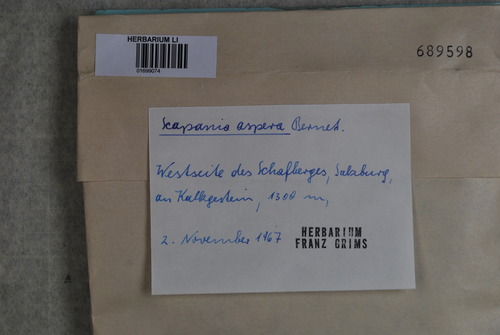 HERBARIUM LI
01699074
689598
Scapania aspera Bernet.
Westseite des Schafberges, Salzburg,
an Kalkgestein, 1300 m,
2. November 1967
HERBARIUM
FRANZ GRIMS